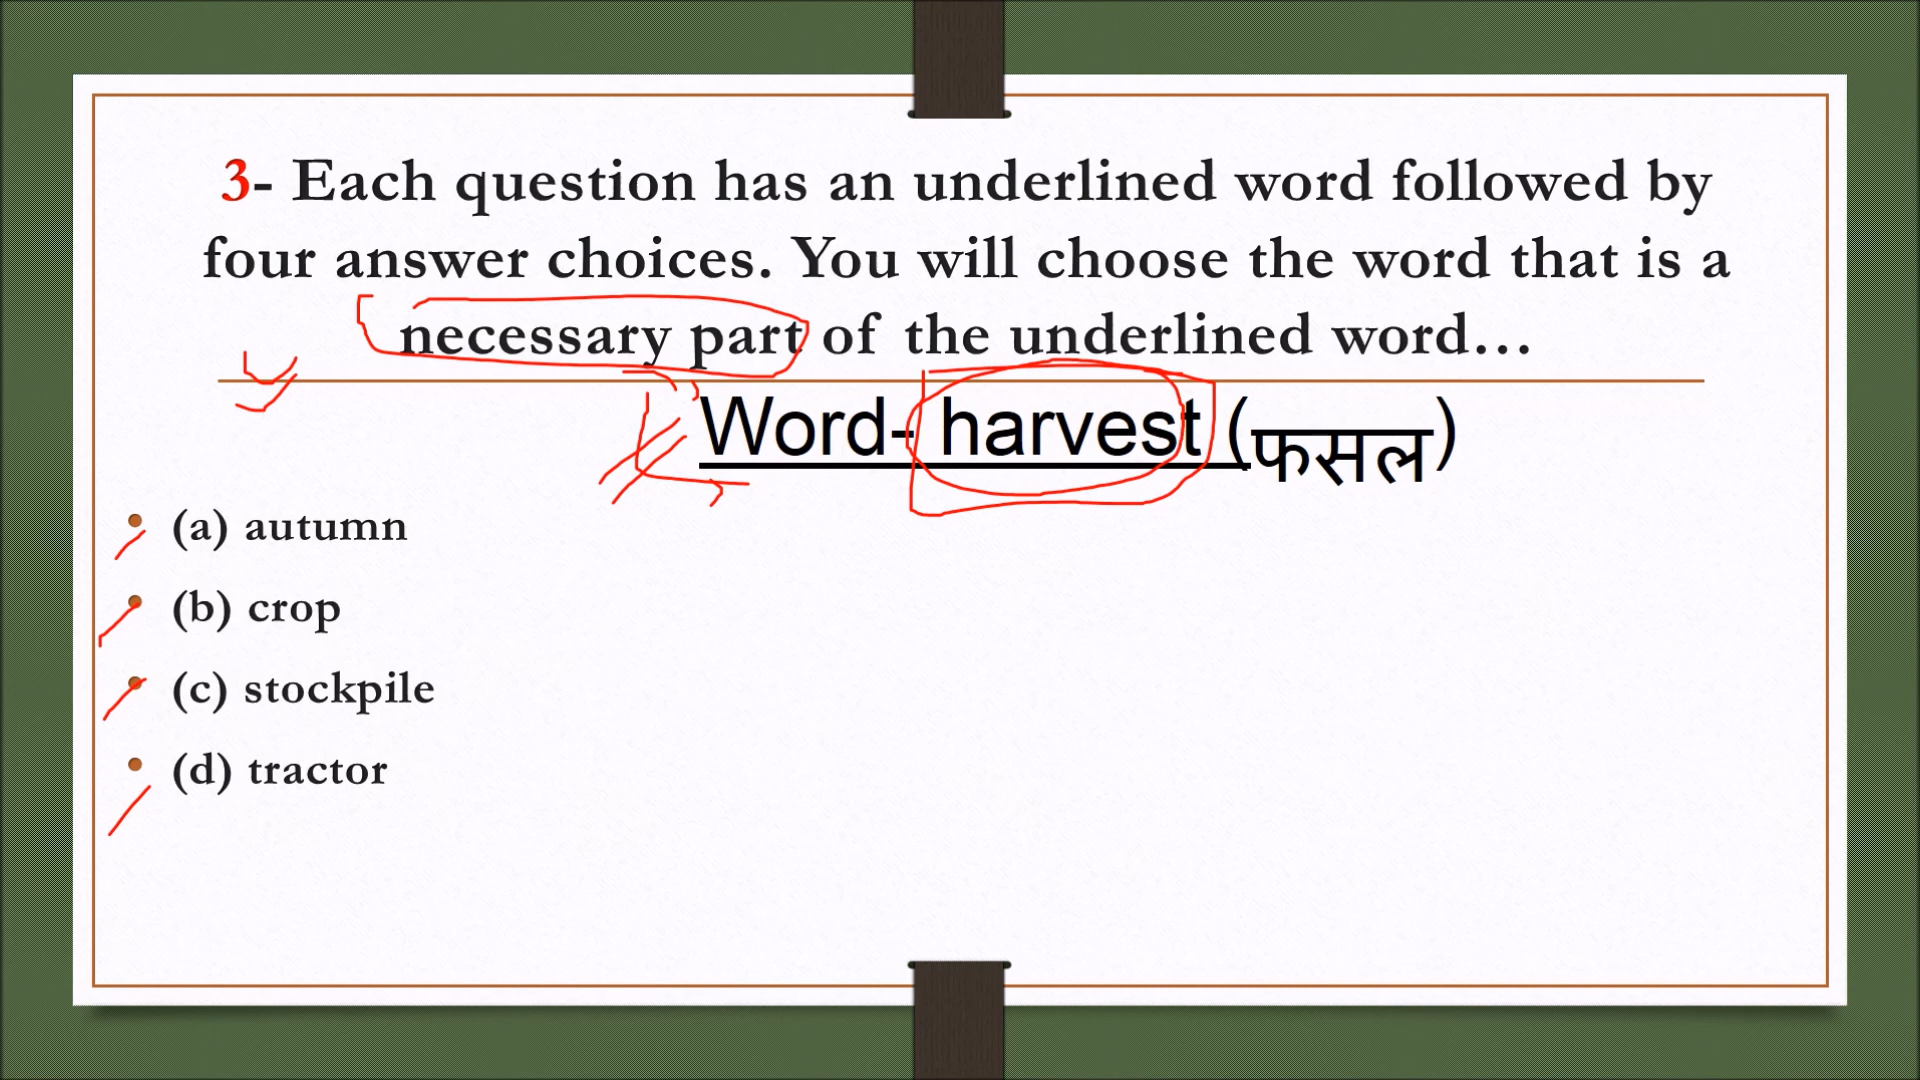 3- Each question has an underlined word followed by
four answer choices. You will choose the word that is a
necessary part of the underlined word…
Word- harvest (फसल)
(a) autumn
(b) crop
(c) stockpile
(d) tractor